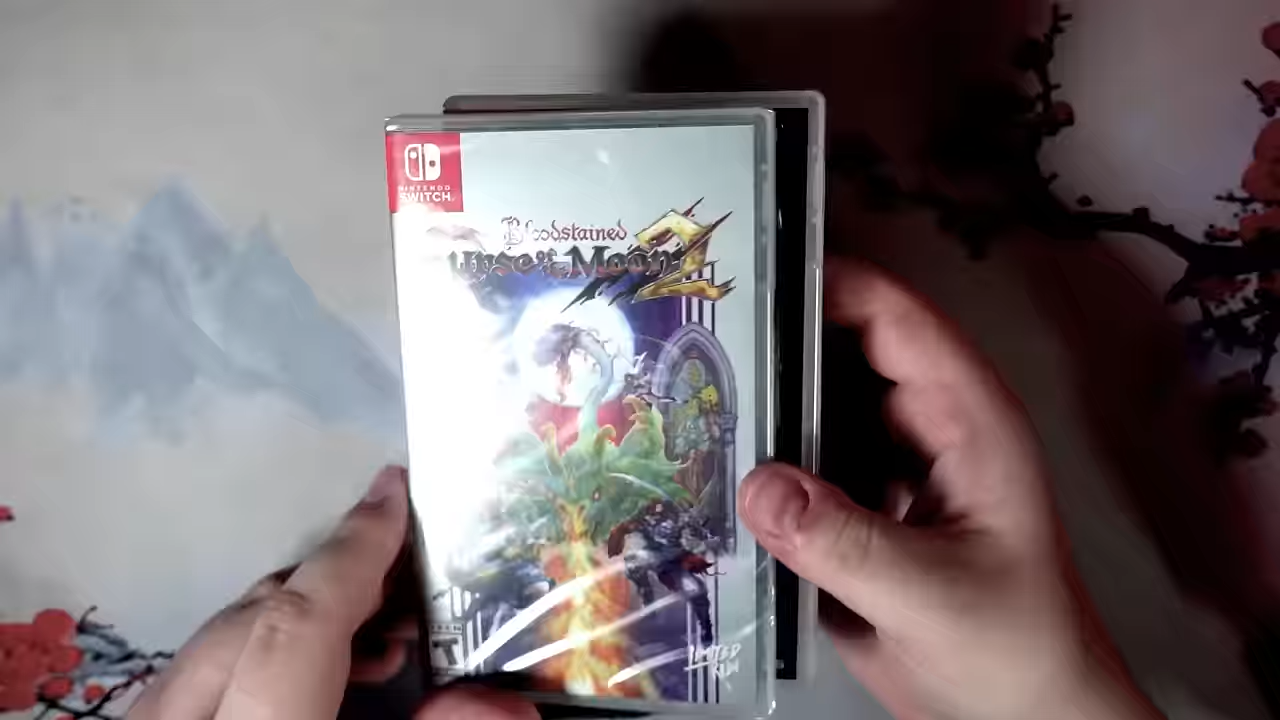 NINTENDO
SWITCH
Bloodstained
Curse of the Moon 2
T
LIMITED
RUN